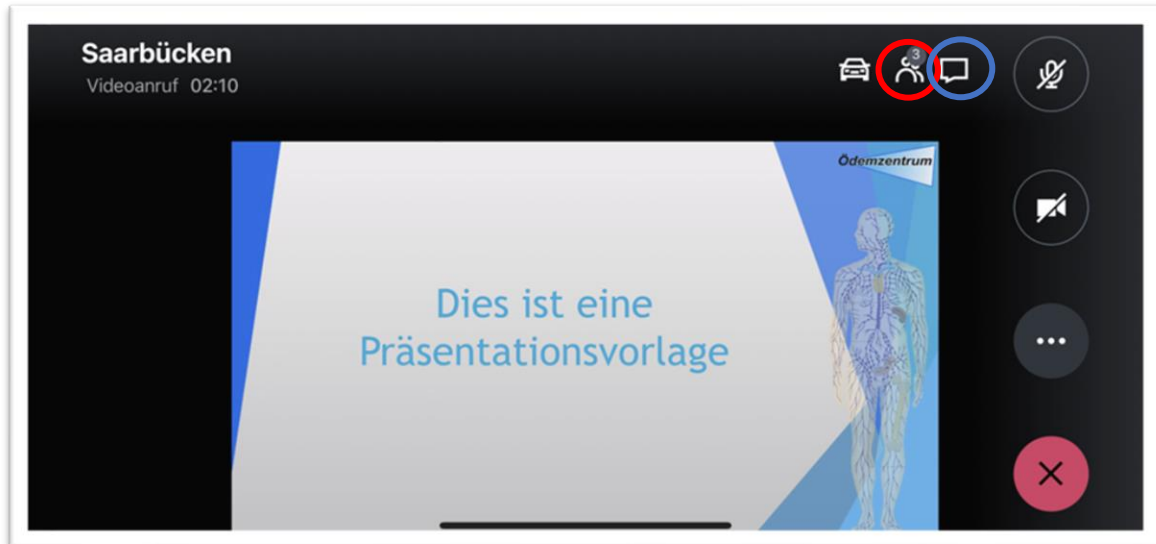 Saarbücken
Videoanruf 02:10
3
Ödemzentrum
Dies ist eine
Präsentationsvorlage